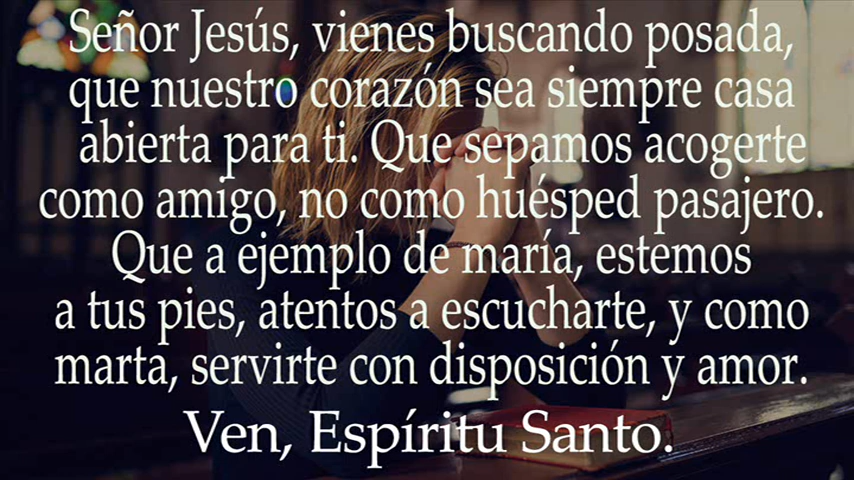 Señor Jesús, vienes buscando posada,
que nuestro corazón sea siempre casa
abierta para ti. Que sepamos acogerte
como amigo, no como huésped pasajero.
Que a ejemplo de maría, estemos
a tus pies, atentos a escucharte, y como
marta, servirte con disposición y amor.
Ven, Espíritu Santo.